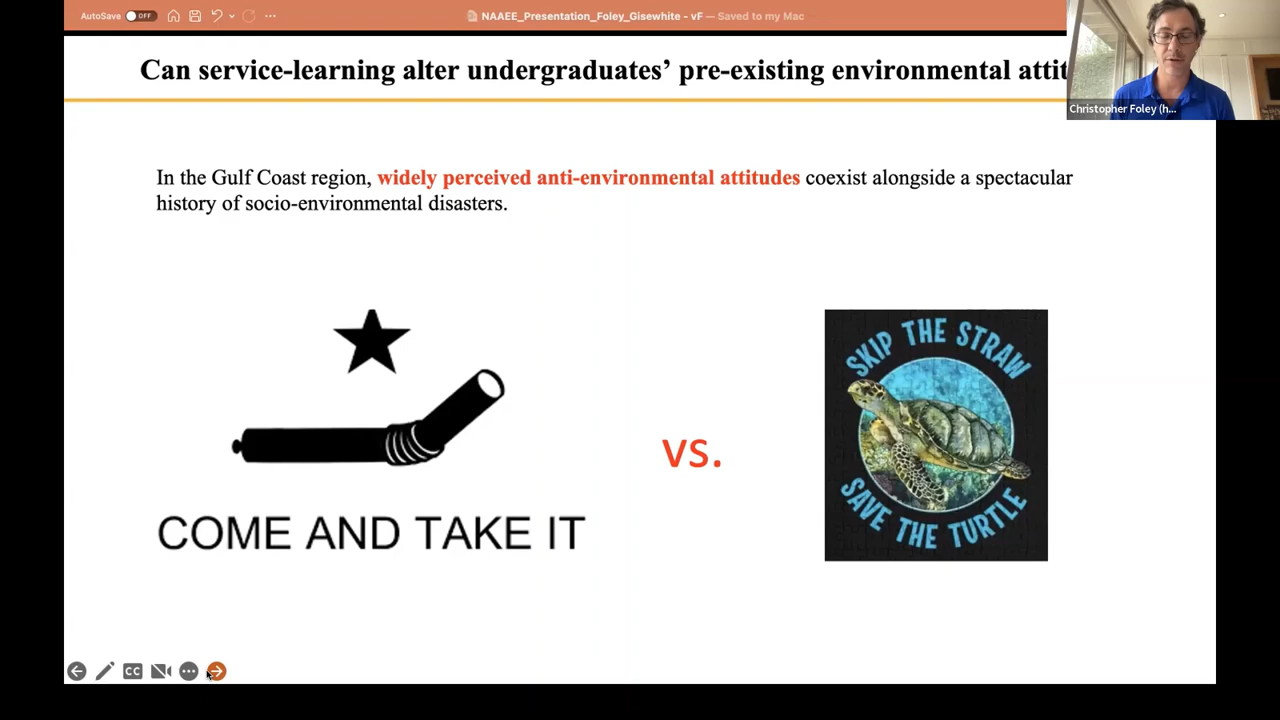 AutoSave OFF
NAAEE_Presentation_Foley_Gisewhite - vF — Saved to my Mac
Can service-learning alter undergraduates’ pre-existing environmental
Christopher Foley (h...
In the Gulf Coast region, widely perceived anti-environmental attitudes coexist alongside a spectacular
history of socio-environmental disasters.
COME AND TAKE IT
vs.
SKIP THE STRAW
SAVE THE TURTLE
CC